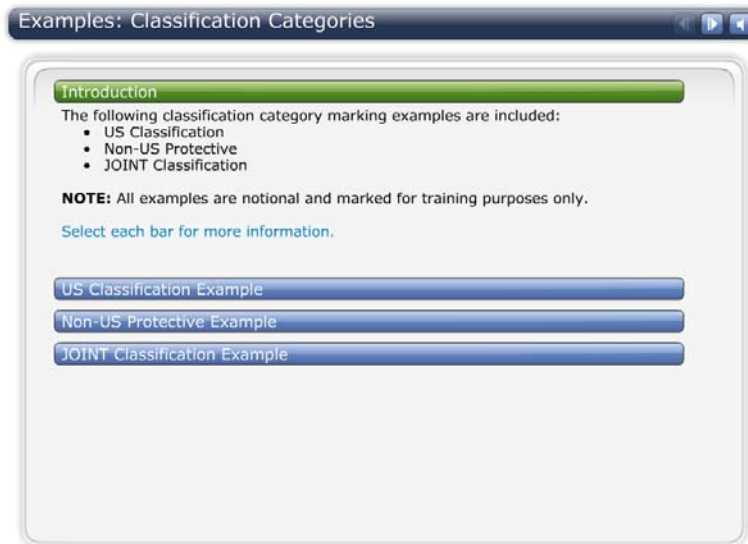 Examples: Classification Categories
Introduction
The following classification category marking examples are included:
• US Classification
• Non-US Protective
• JOINT Classification
NOTE: All examples are notional and marked for training purposes only.
Select each bar for more information.
US Classification Example
Non-US Protective Example
JOINT Classification Example